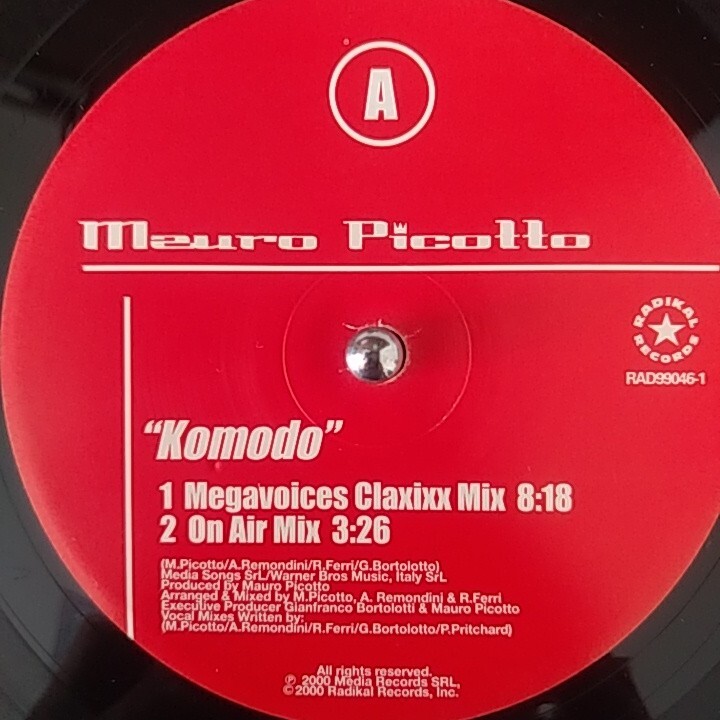 A
Mauro Picotto
RADIKAL
RECORDS
RAD99046-1
"Komodo"
1 Megavoices Claxixx Mix 8:18
2 On Air Mix 3:26
(M.Picotto/A.Remondini/R.Ferri/G.Bortolotto)
Media Songs SrL/Warner Bros Music, Italy SrL
Produced by Mauro Picotto
Arranged & Mixed by M.Picotto, A. Remondini & R.Ferri
Executive Producer Gianfranco Bortolotti & Mauro Picotto
Vocal Mixes Written by:
(M.Picotto/A.Remondini/R.Ferri/G.Bortolotto/P.Pritchard)
All rights reserved.
℗ 2000 Media Records SRL,
©2000 Radikal Records, Inc.